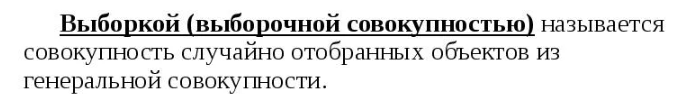 Выборкой (выборочной совокупностью) называется
совокупность случайно отобранных объектов из
генеральной совокупности.